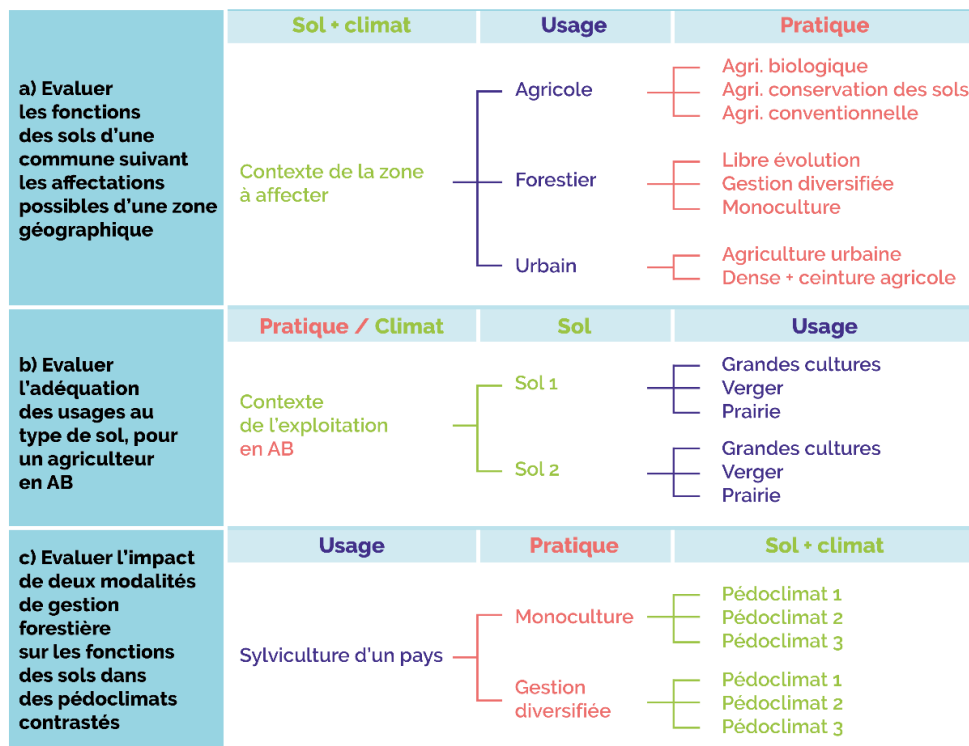 a) Evaluer
les fonctions
des sols d'une
commune suivant
les affectations
possibles d'une zone
géographique
Sol + climat
Usage
Pratique
Contexte de la zone
à affecter
Agricole
Agri. biologique
Agri. conservation des sols
Agri. conventionnelle
Forestier
Libre évolution
Gestion diversifiée
Monoculture
Urbain
Agriculture urbaine
Dense + ceinture agricole
b) Evaluer
l'adéquation
des usages au
type de sol, pour
un agriculteur
en AB
Pratique / Climat
Sol
Usage
Contexte
de l'exploitation
en AB
Sol 1
Grandes cultures
Verger
Prairie
Sol 2
Grandes cultures
Verger
Prairie
c) Evaluer l'impact
de deux modalités
de gestion
forestière
sur les fonctions
des sols dans
des pédoclimats
contrastés
Usage
Pratique
Sol + climat
Sylviculture d'un pays
Monoculture
Pédoclimat 1
Pédoclimat 2
Pédoclimat 3
Gestion
diversifiée
Pédoclimat 1
Pédoclimat 2
Pédoclimat 3